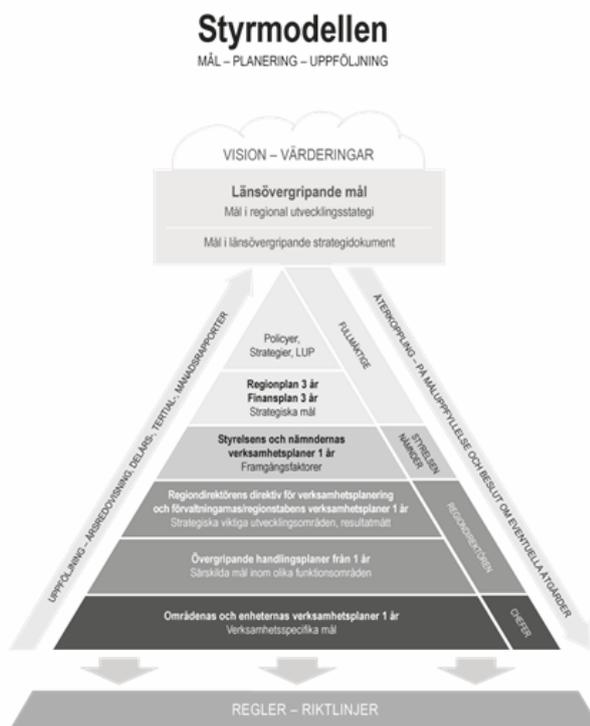 Styrmodellen
MÅL – PLANERING – UPPFÖLJNING
VISION – VÄRDERINGAR
Länsövergripande mål
Mål i regional utvecklingsstategi
Mål i länsövergripande strategidokument
UPPFÖLJNING – ÅRSREDOVISNING, DELÅRS-, TERTIAL-, MÅNADSRAPPORTER
ÅTERKOPPLING – PÅ MÅLUPPFYLLELSE OCH BESLUT OM EVENTUELLA ÅTGÄRDER
Policyer,
Strategier, LUP
FULLMÄKTIGE
Regionplan 3 år
Finansplan 3 år
Strategiska mål
Styrelsens och nämndernas
verksamhetsplaner 1 år
Framgångsfaktorer
STYRELSEN
NÄMNDER
Regiondirektörens direktiv för verksamhetsplanering
och förvaltningarnas/regionstabens verksamhetsplaner 1 år
Strategiska viktiga utvecklingsområden, resultatmått
REGIONDIREKTÖREN
Övergripande handlingsplaner från 1 år
Särskilda mål inom olika funktionsområden
Områdenas och enheternas verksamhetsplaner 1 år
Verksamhetsspecifika mål
CHEFER
REGLER – RIKTLINJER